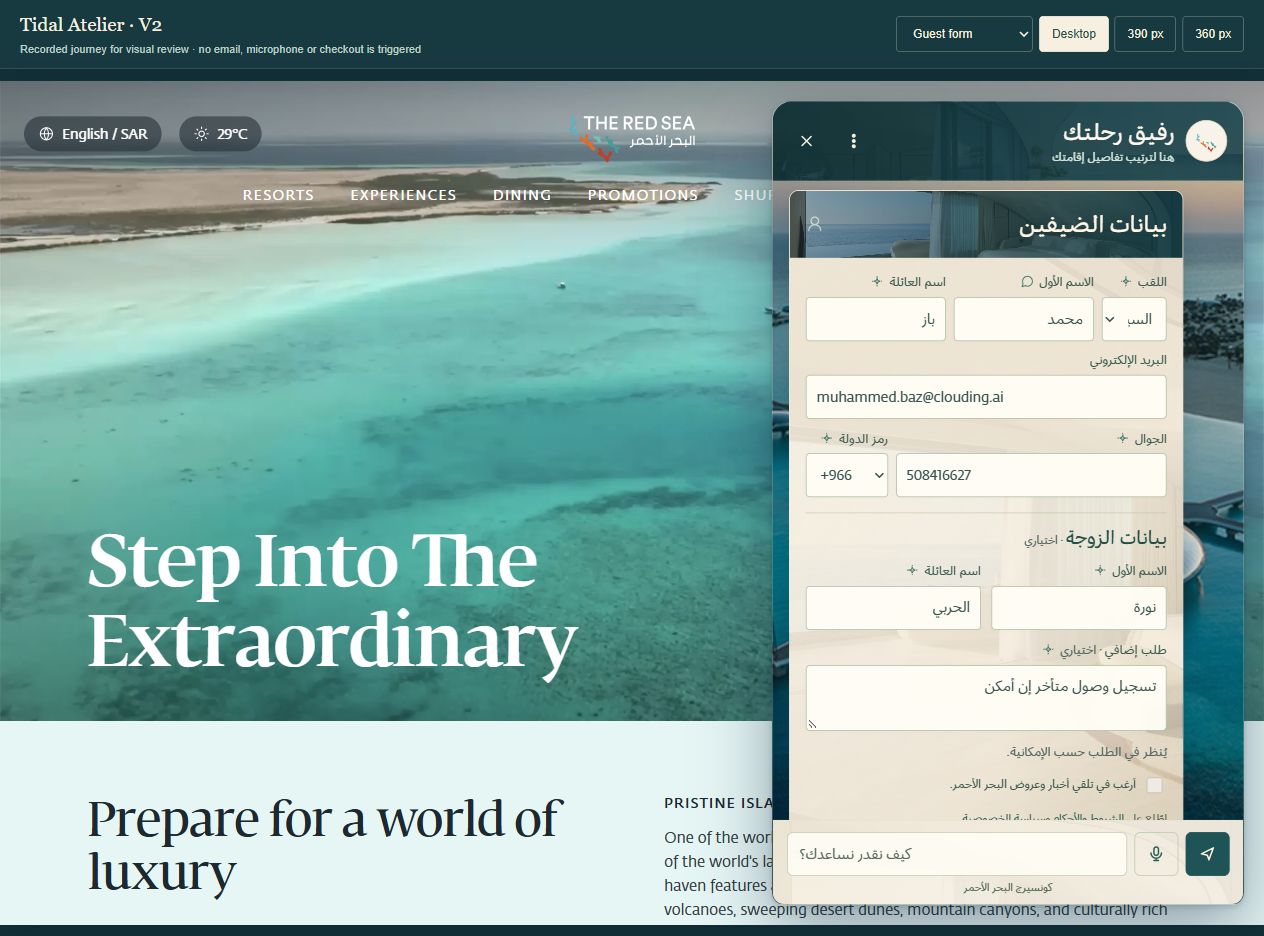 Tidal Atelier · V2
Recorded journey for visual review · no email, microphone or checkout is triggered
Guest form
Desktop
390 px
360 px
English / SAR
29°C
THE RED SEA
البحر الأحمر
RESORTS
EXPERIENCES
DINING
PROMOTIONS
Step Into The
Extraordinary
Prepare for a world of
luxury
PRISTINE ISLA
One of the worl
of the world's la
haven features
volcanoes, sweeping desert dunes, mountain canyons, and culturally rich
رفيق رحلتك
هنا لترتيب تفاصيل إقامتك
بيانات الضيفين
اللقب
الاسم الأول
اسم العائلة
السي
محمد
باز
البريد الإلكتروني
muhammed.baz@clouding.ai
الجوال
رمز الدولة
508416627
+966
بيانات الزوجة · اختياري
الاسم الأول
اسم العائلة
نورة
الحربي
طلب إضافي · اختياري
تسجيل وصول متأخر إن أمكن
يُنظر في الطلب حسب الإمكانية.
أرغب في تلقي أخبار وعروض البحر الأحمر.
كيف نقدر نساعدك؟
كونسيرج البحر الأحمر